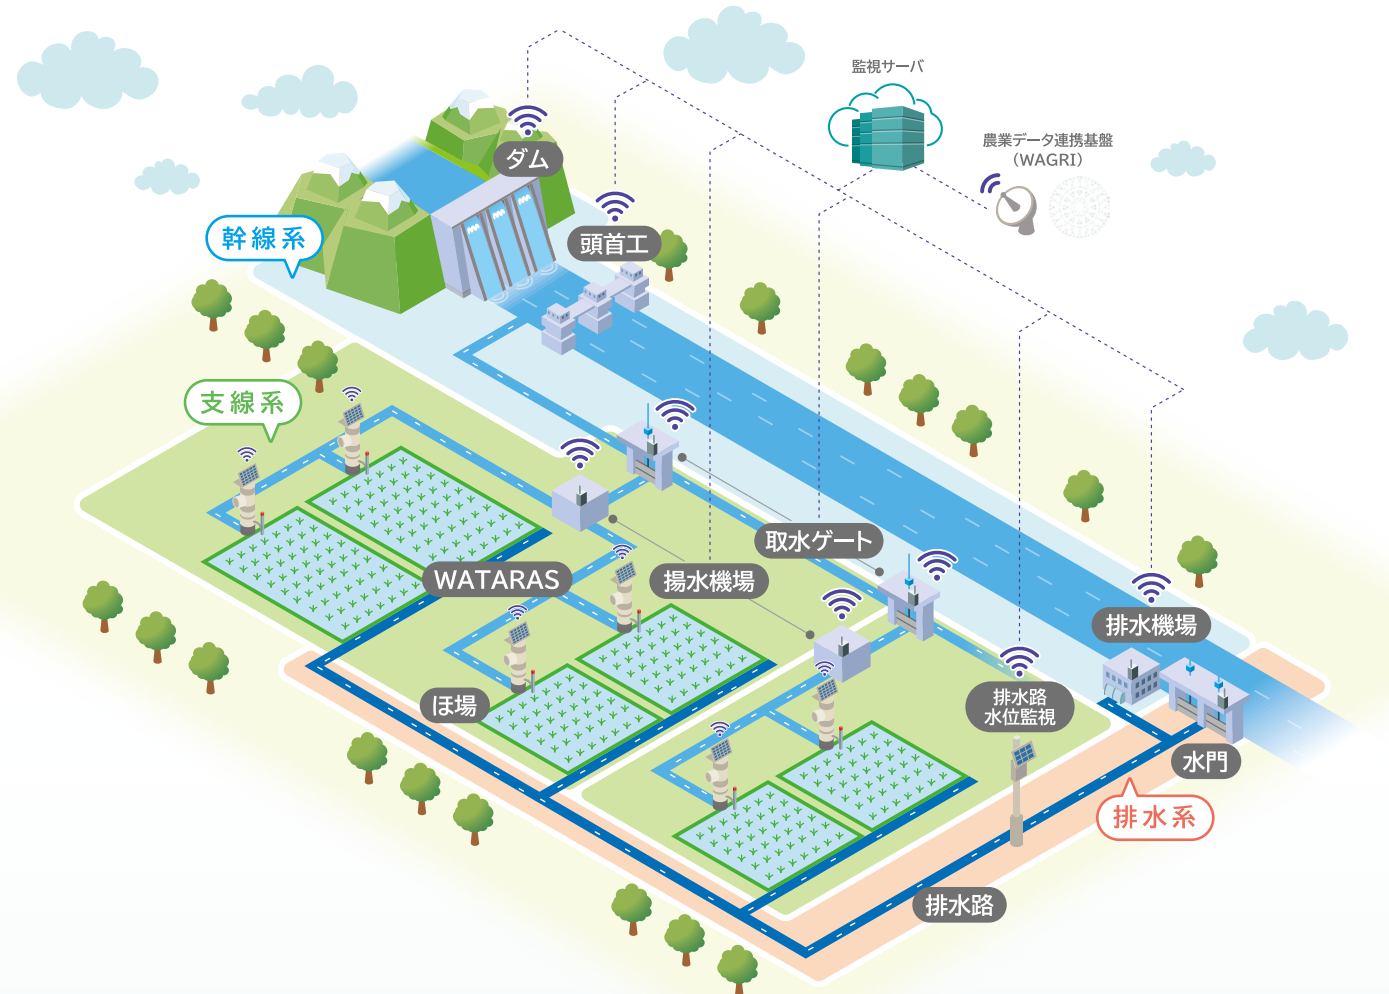 監視サーバ
農業データ連携基盤
（WAGRI）
ダム
頭首工
幹線系
支線系
取水ゲート
WATARAS
揚水機場
排水機場
ほ場
排水路
水位監視
水門
排水系
排水路